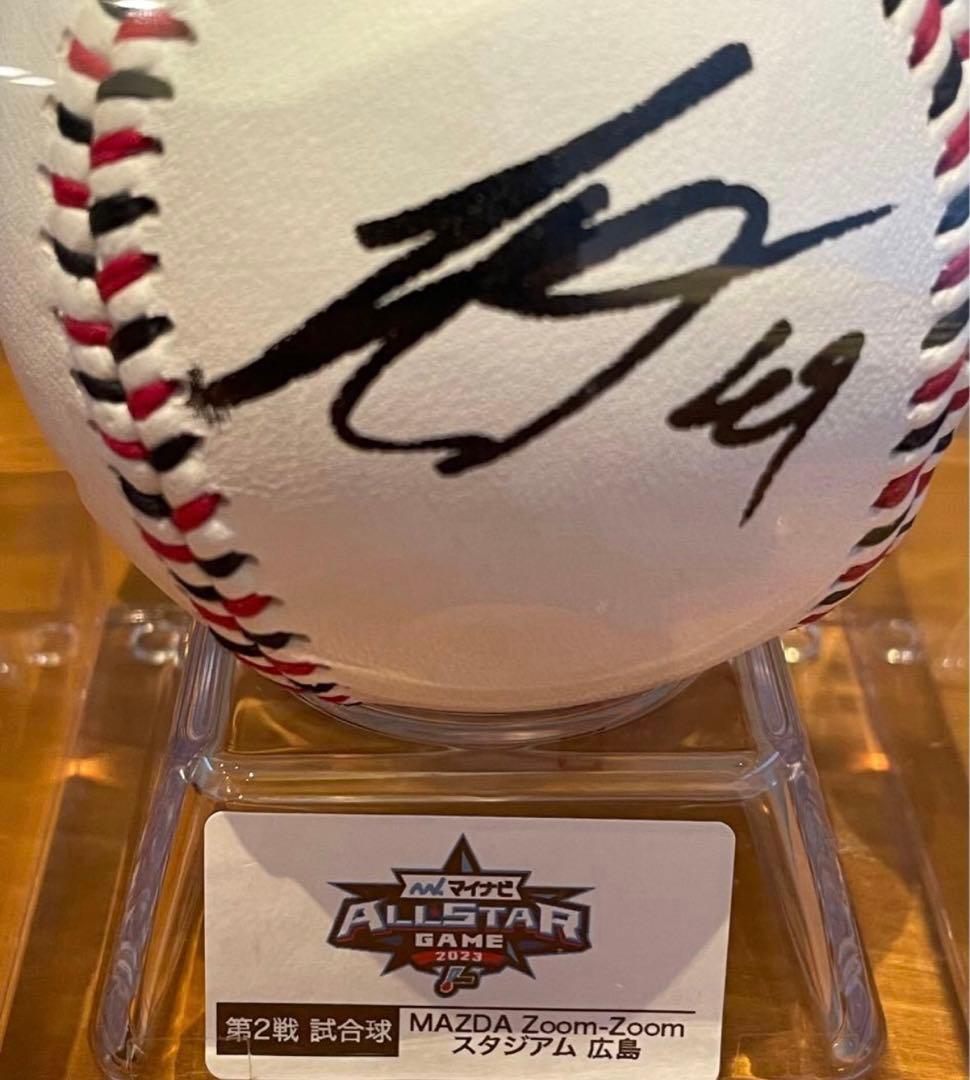 マイナビ
ALLSTAR
GAME
2023
第2戦 試合球
MAZDA Zoom-Zoom
スタジアム 広島